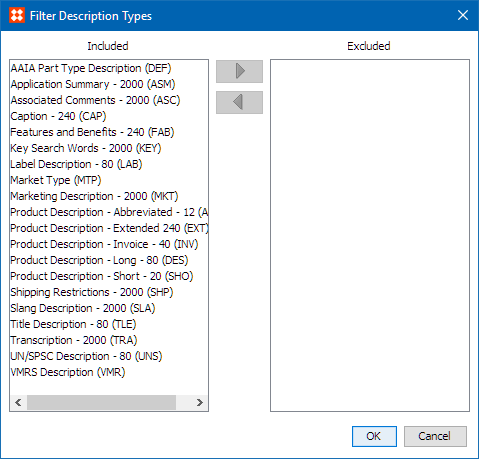 Filter Description Types
Included
Excluded
AAIA Part Type Description (DEF)
Application Summary - 2000 (ASM)
Associated Comments - 2000 (ASC)
Caption - 240 (CAP)
Features and Benefits - 240 (FAB)
Key Search Words - 2000 (KEY)
Label Description - 80 (LAB)
Market Type (MTP)
Marketing Description - 2000 (MKT)
Product Description - Abbreviated - 12 (A
Product Description - Extended 240 (EXT)
Product Description - Invoice - 40 (INV)
Product Description - Long - 80 (DES)
Product Description - Short - 20 (SHO)
Shipping Restrictions - 2000 (SHP)
Slang Description - 2000 (SLA)
Title Description - 80 (TLE)
Transcription - 2000 (TRA)
UN/SPSC Description - 80 (UNS)
VMRS Description (VMR)
OK
Cancel